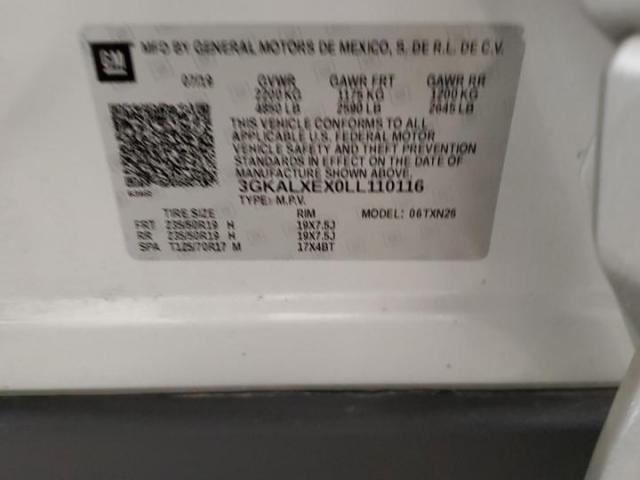 GM MFD BY GENERAL MOTORS DE MEXICO, S. DE R.L. DE C.V.
07/19 GVWR GAWR FRT GAWR RR
2200 KG 1175 KG 1200 KG
4850 LB 2590 LB 2645 LB
THIS VEHICLE CONFORMS TO ALL
APPLICABLE U.S. FEDERAL MOTOR
VEHICLE SAFETY AND THEFT PREVENTION
STANDARDS IN EFFECT ON THE DATE OF
MANUFACTURE SHOWN ABOVE.
3GKALXEX0LL110116
TYPE: M.P.V.
TIRE SIZE RIM MODEL: 06TXN26
FRT 235/50R19 H 19X7.5J
RR 235/50R19 H 19X7.5J
SPA T125/70R17 M 17X4BT